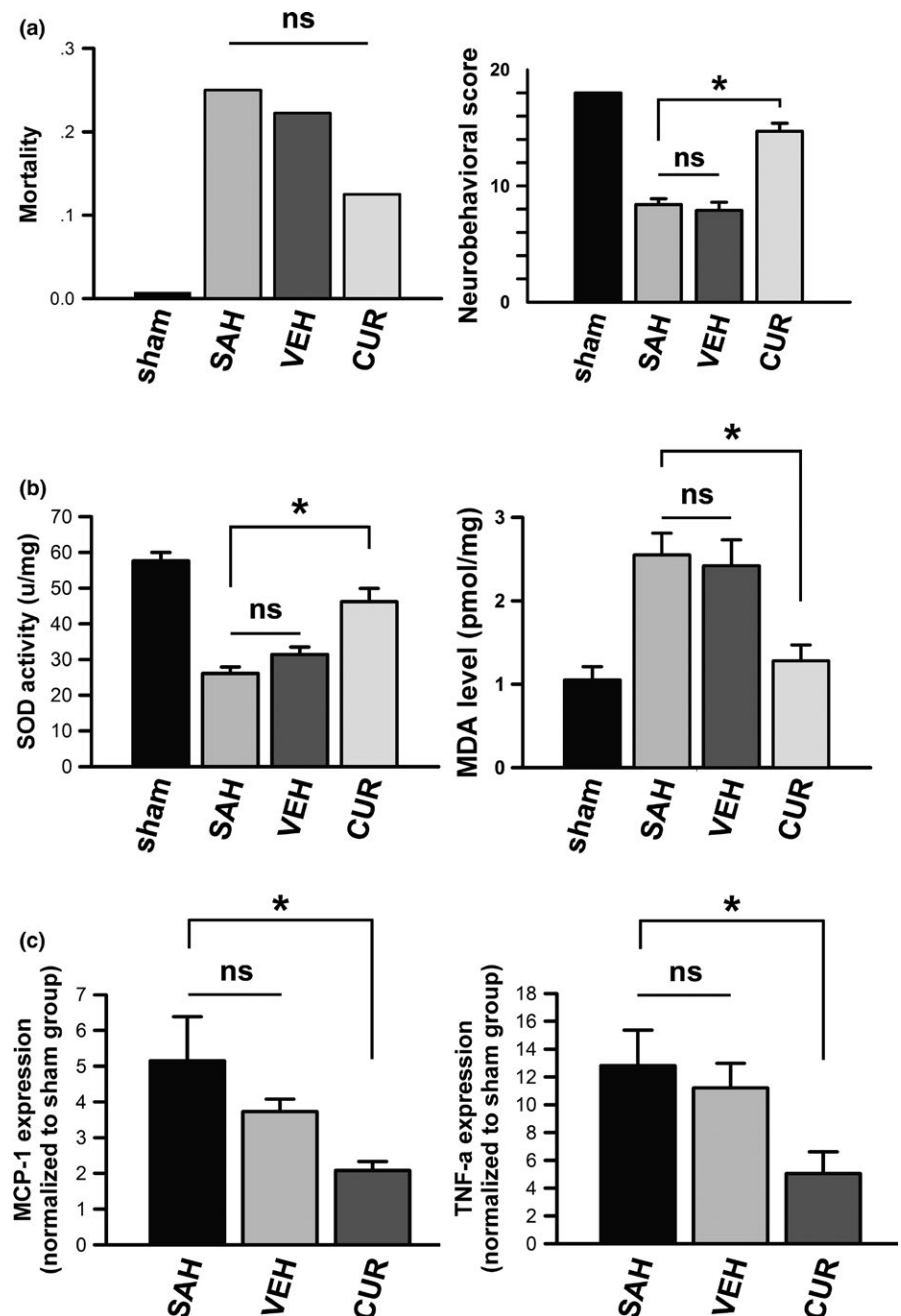 (a)
ns
.3
.2
.1
0.0
Mortality
sham
SAH
VEH
CUR
20
10
0
Neurobehavioral score
*
ns
sham
SAH
VEH
CUR
(b)
70
60
50
40
30
20
10
0
SOD activity (u/mg)
*
ns
sham
SAH
VEH
CUR
3
2
1
0
MDA level (pmol/mg)
*
ns
sham
SAH
VEH
CUR
(c)
7
6
5
4
3
2
1
0
MCP-1 expression
(normalized to sham group)
*
ns
SAH
VEH
CUR
18
16
14
12
10
8
6
4
2
0
TNF-a expression
(normalized to sham group)
*
ns
SAH
VEH
CUR